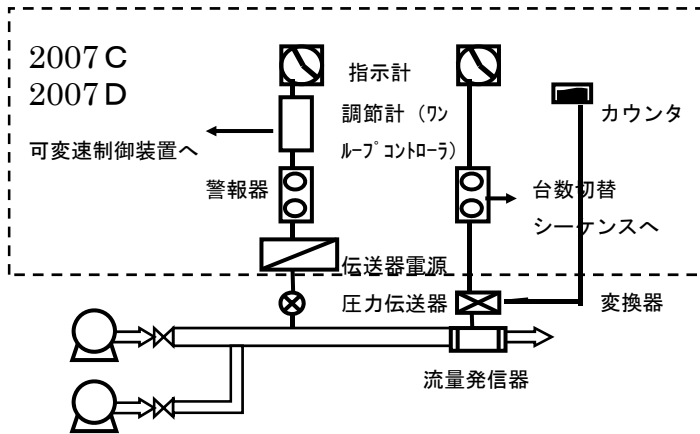 2007C
2007D
指示計
調節計（ワン
ﾙｰﾌﾟｺﾝﾄﾛｰﾗ）
カウンタ
可変速制御装置へ
警報器
台数切替
シーケンスへ
伝送器電源
圧力伝送器
変換器
流量発信器